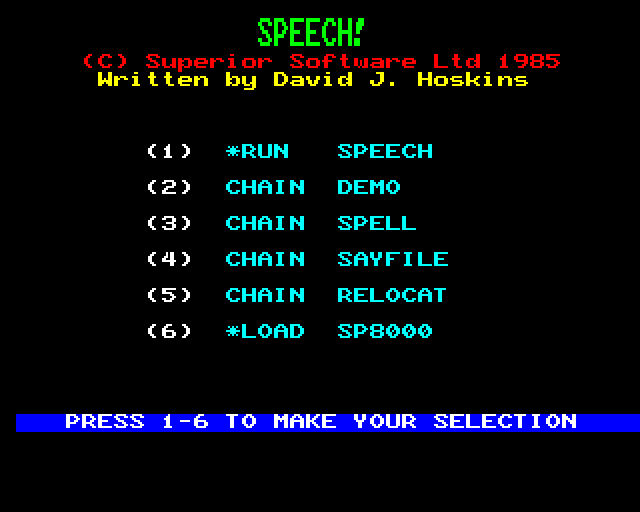 SPEECH!
(C) Superior Software Ltd 1985
Written by David J. Hoskins
(1) *RUN SPEECH
(2) CHAIN DEMO
(3) CHAIN SPELL
(4) CHAIN SAYFILE
(5) CHAIN RELOCAT
(6) *LOAD SP8000
PRESS 1-6 TO MAKE YOUR SELECTION